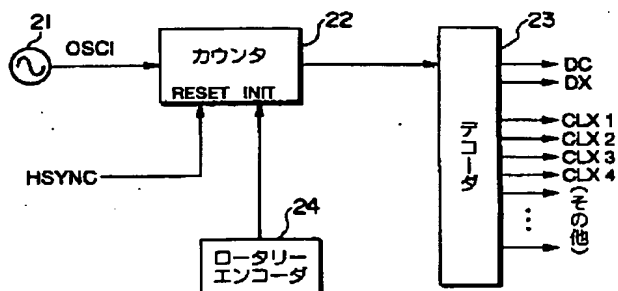 21
OSCI
カウンタ
RESET INIT
22
HSYNC
24
ロータリー
エンコーダ
23
デコーダ
DC
DX
CLX 1
CLX 2
CLX 3
CLX 4
(その他)